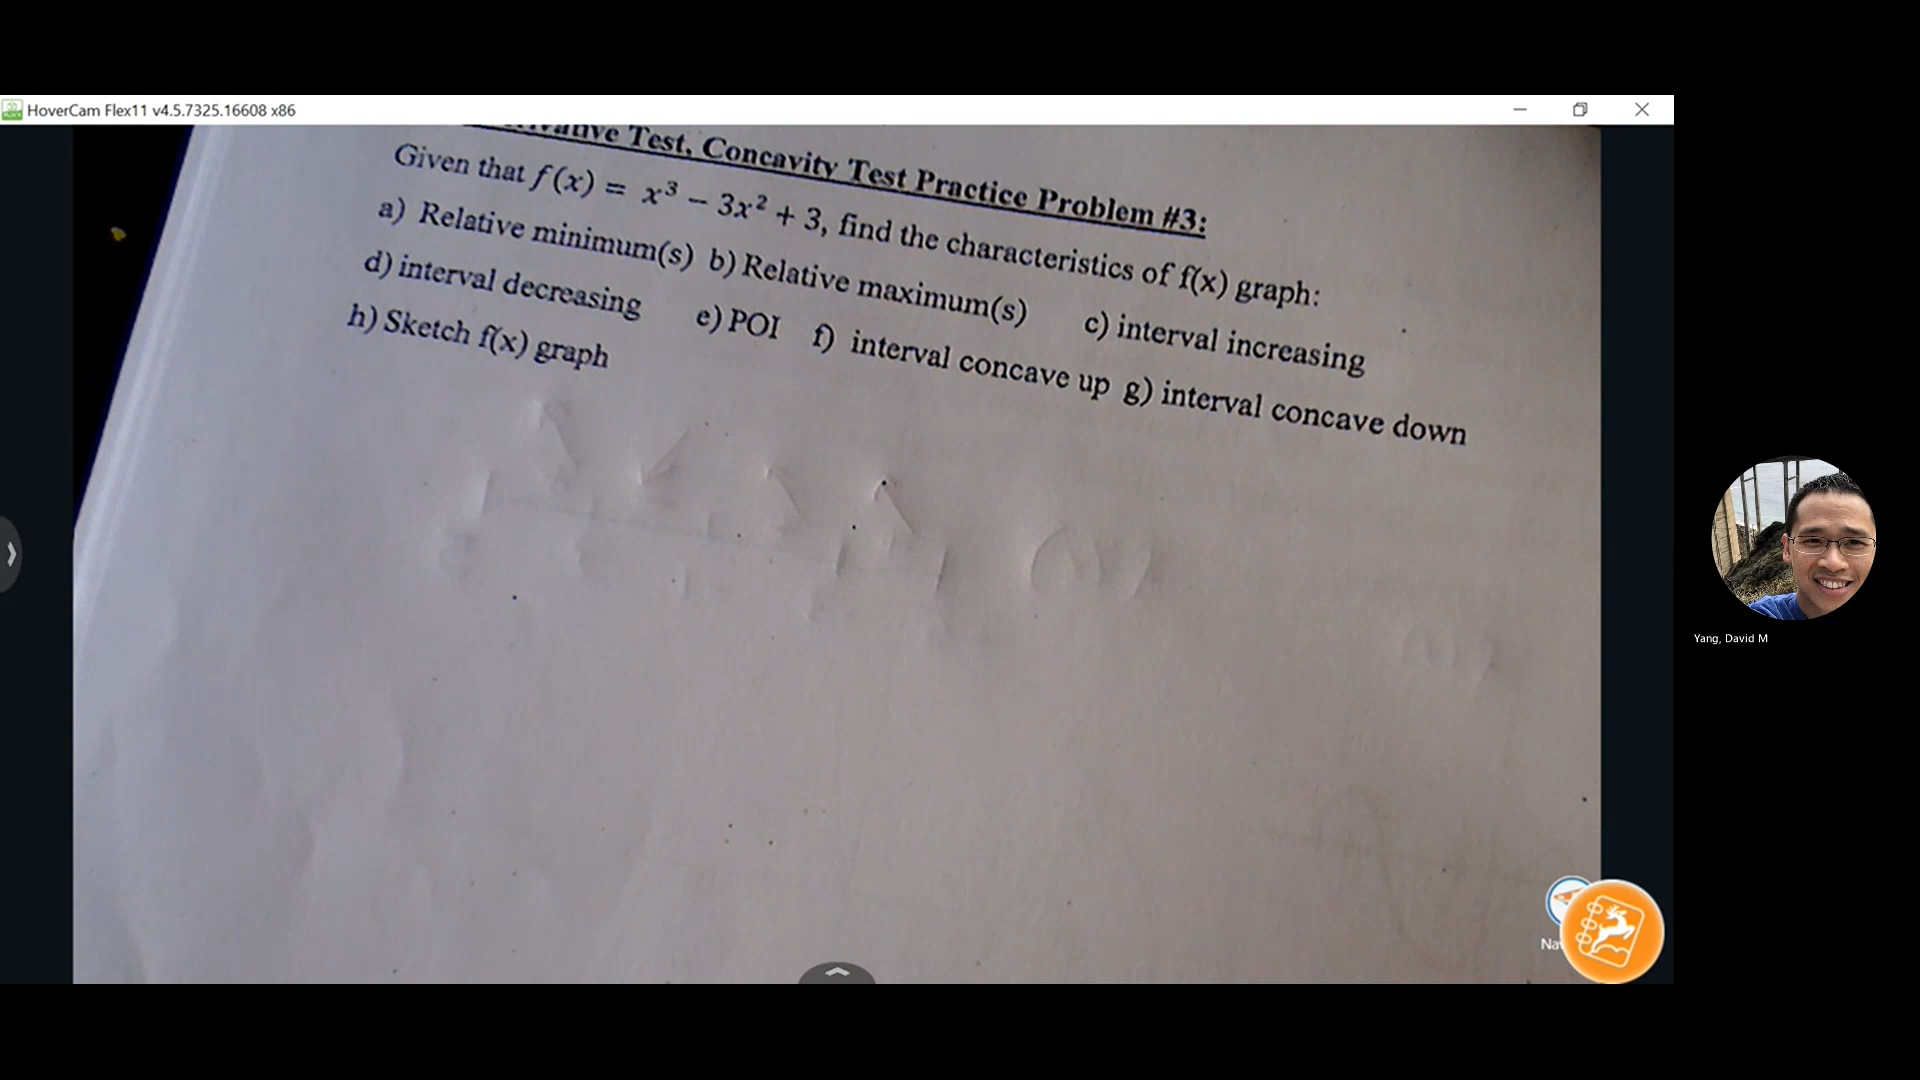 HoverCam Flex11 v4.5.7325.16608 x86
Test, Concavity Test Practice Problem #3:
Given that f(x) = x³ − 3x² + 3, find the characteristics of f(x) graph:
a) Relative minimum(s) b) Relative maximum(s) c) interval increasing
d) interval decreasing e) POI f) interval concave up g) interval concave down
h) Sketch f(x) graph
Yang, David M